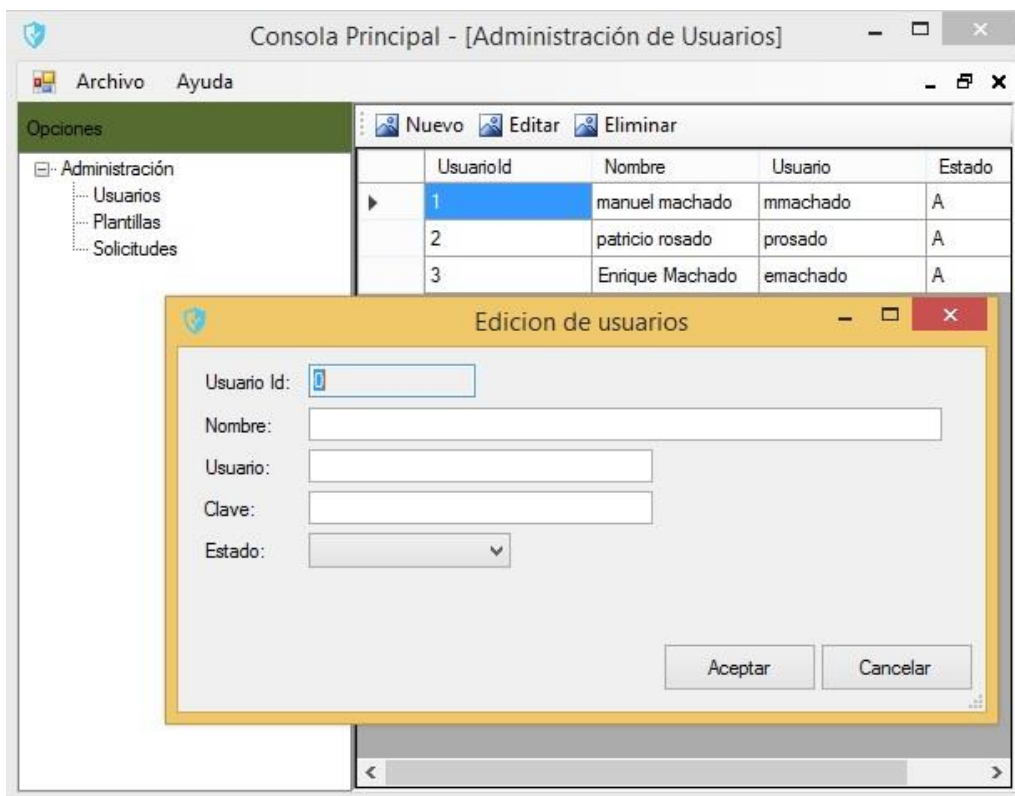 Consola Principal - [Administración de Usuarios]
Archivo Ayuda
Opciones
Nuevo Editar Eliminar
Administración
Usuarios
Plantillas
Solicitudes
UsuarioId Nombre Usuario Estado
1 manuel machado mmachado A
2 patricio rosado prosado A
3 Enrique Machado emachado A
Edicion de usuarios
Usuario Id: 0
Nombre:
Usuario:
Clave:
Estado:
Aceptar Cancelar